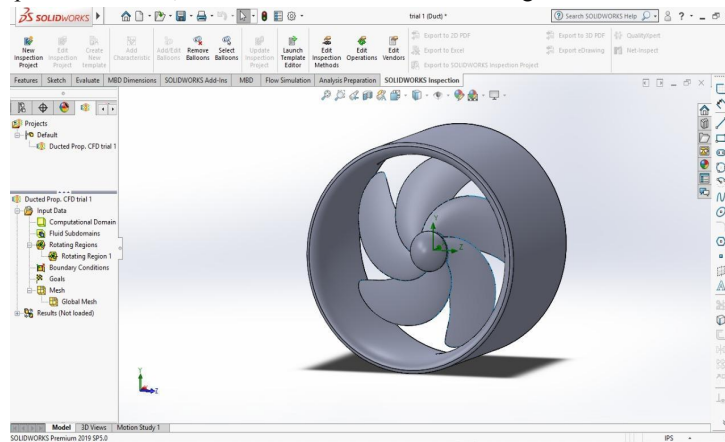 SOLIDWORKS
trial 1 (Duct) *
Search SOLIDWORKS Help
New Inspection Project
Edit Inspection Project
Create New Template
Add Characteristic
Add/Edit Balloons
Remove Balloons
Select Balloons
Update Inspection Project
Launch Template Editor
Edit Inspection Methods
Edit Operations
Edit Vendors
Export to 2D PDF
Export to Excel
Export to SOLIDWORKS Inspection Project
Export to 3D PDF
Export eDrawing
QualityXpert
Net-Inspect
Features
Sketch
Evaluate
MBD Dimensions
SOLIDWORKS Add-Ins
MBD
Flow Simulation
Analysis Preparation
SOLIDWORKS Inspection
Projects
Default
Ducted Prop. CFD trial 1
Ducted Prop. CFD trial 1
Input Data
Computational Domain
Fluid Subdomains
Rotating Regions
Rotating Region 1
Boundary Conditions
Goals
Mesh
Global Mesh
Results (Not loaded)
Y
Z
Y
Z
Model
3D Views
Motion Study 1
SOLIDWORKS Premium 2019 SP5.0
IPS